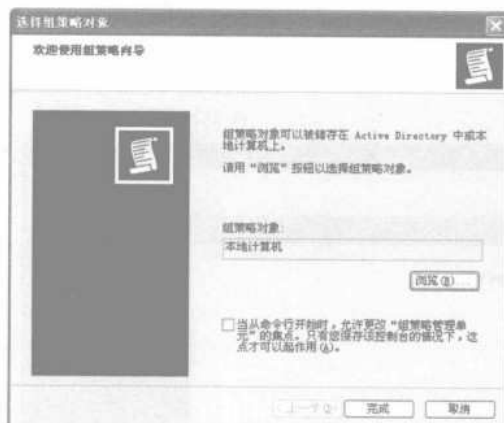 选择组策略对象
欢迎使用组策略向导
组策略对象可以被储存在 Active Directory 中或本
地计算机上。
请用“浏览”按钮以选择组策略对象。
组策略对象:
本地计算机
浏览(B)...
当从命令行开始时，允许更改“组策略管理单
元”的焦点。只有您保存该控制台的情况下，这
点才可以起作用(A)。
完成
取消